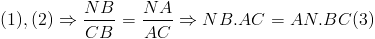 (1),(2) ⇒ NB/CB = NA/AC ⇒ NB.AC = AN.BC(3)